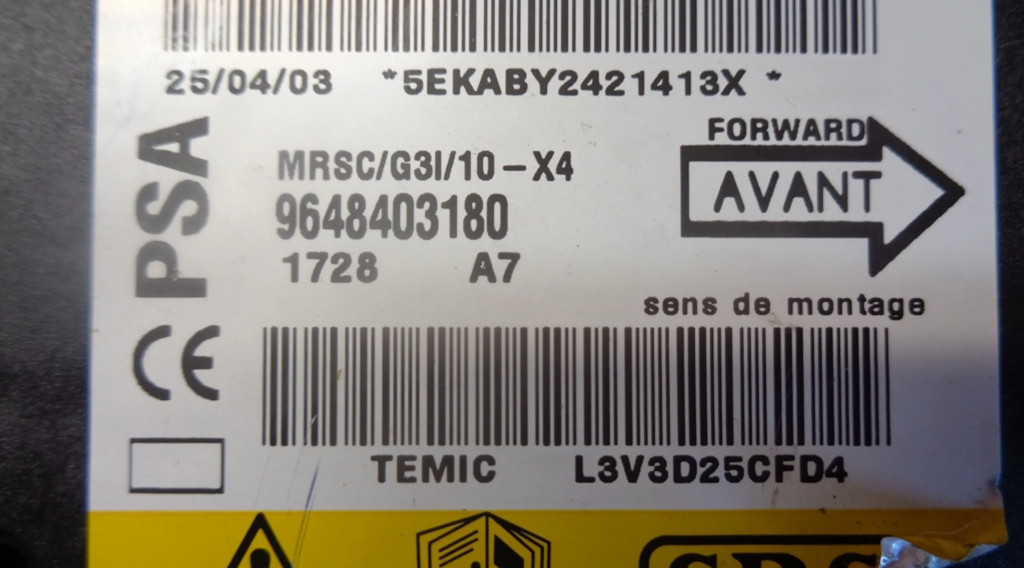 25/04/03 *5EKABY2421413X *
PSA
CE
MRSC/G3I/10-X4
9648403180
1728 A7
FORWARD
AVANT
sens de montage
TEMIC L3V3D25CFD4
SRS